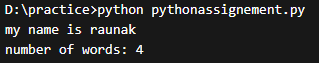 D:\practice>python pythonassignement.py
my name is raunak
number of words: 4